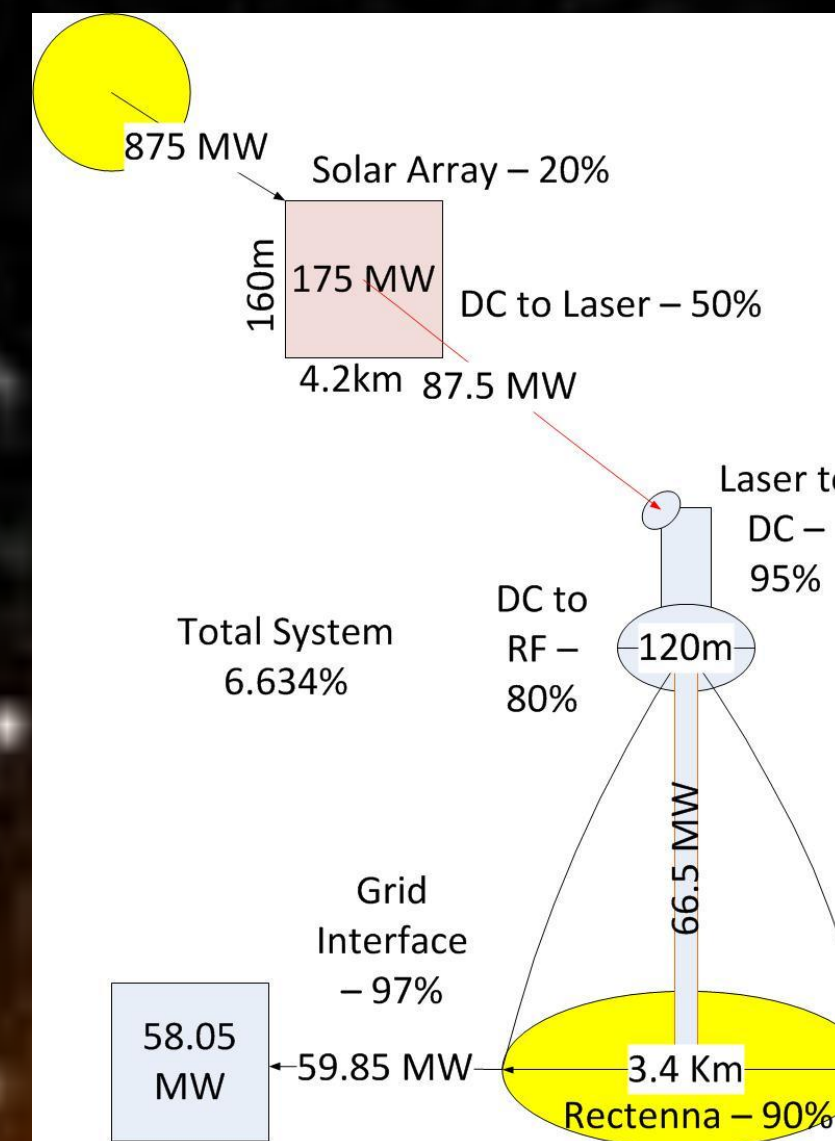 875 MW
Solar Array – 20%
160m
175 MW
DC to Laser – 50%
4.2km
87.5 MW
Laser to
DC –
95%
DC to
RF –
80%
120m
Total System
6.634%
66.5 MW
Grid
Interface
– 97%
58.05
MW
59.85 MW
3.4 Km
Rectenna – 90%